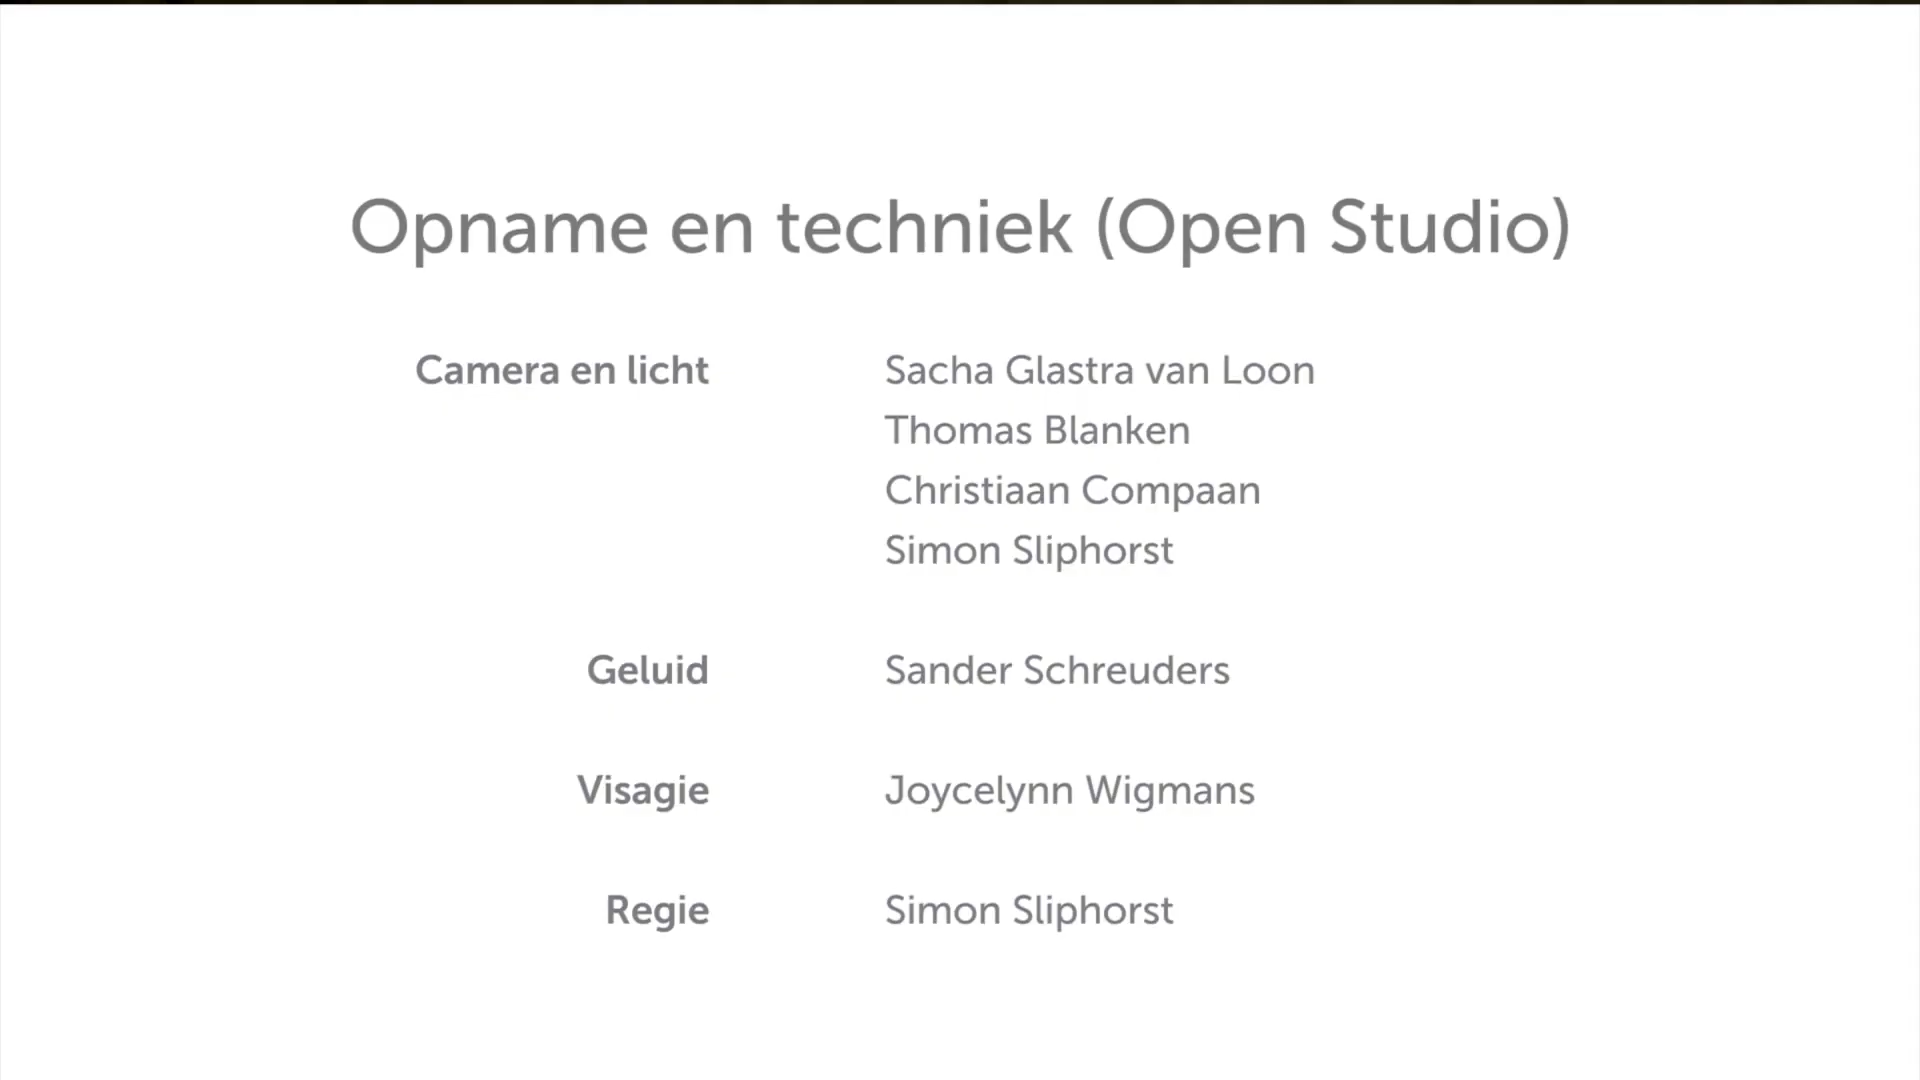 Opname en techniek (Open Studio)
Camera en licht Sacha Glastra van Loon
Thomas Blanken
Christiaan Compaan
Simon Sliphorst
Geluid Sander Schreuders
Visagie Joycelynn Wigmans
Regie Simon Sliphorst